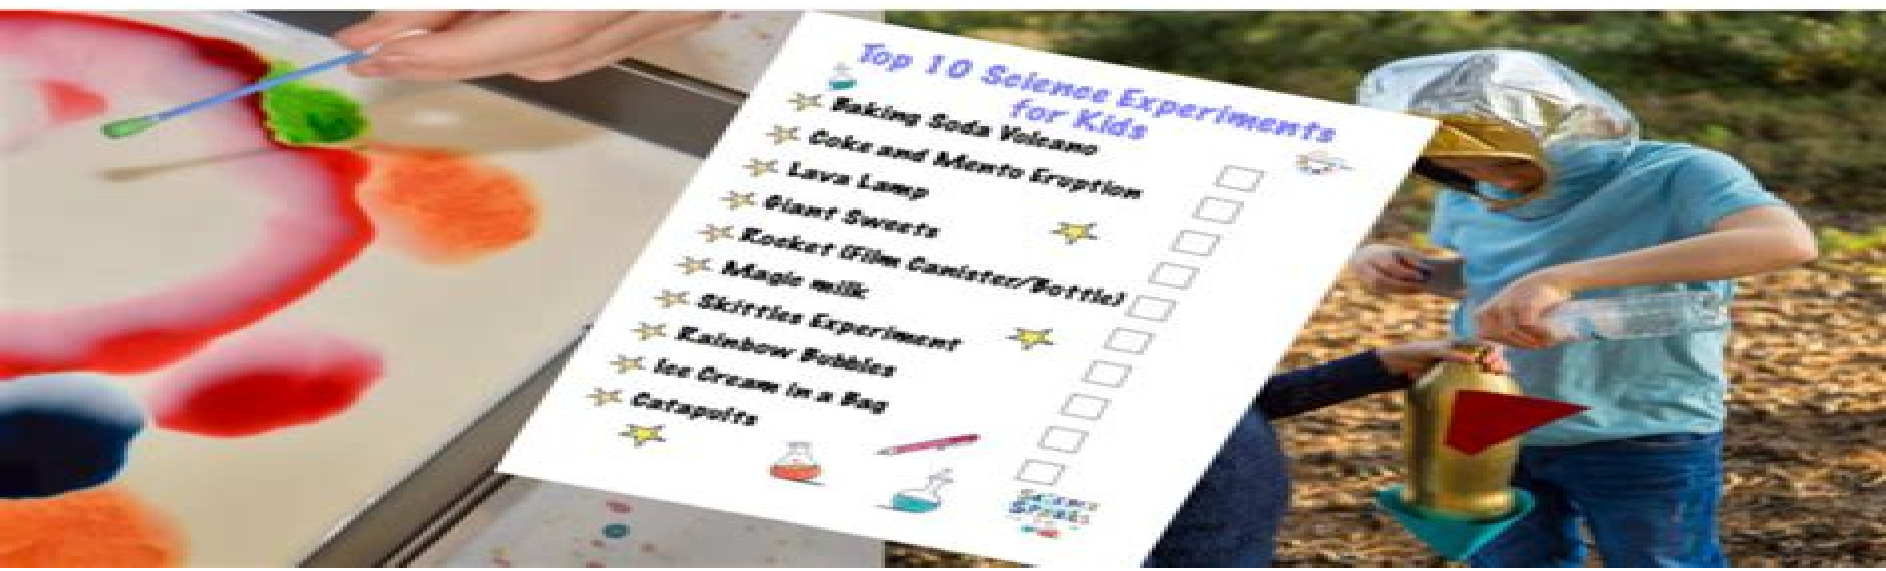 Top 10 Science Experiments
for Kids
Baking Soda Volcano
Coke and Mento Eruption
Lava Lamp
Giant Sweets
Rocket (Film Canister/Bottle)
Magic milk
Skittles Experiment
Rainbow Bubbles
Ice Cream in a Bag
Catapults